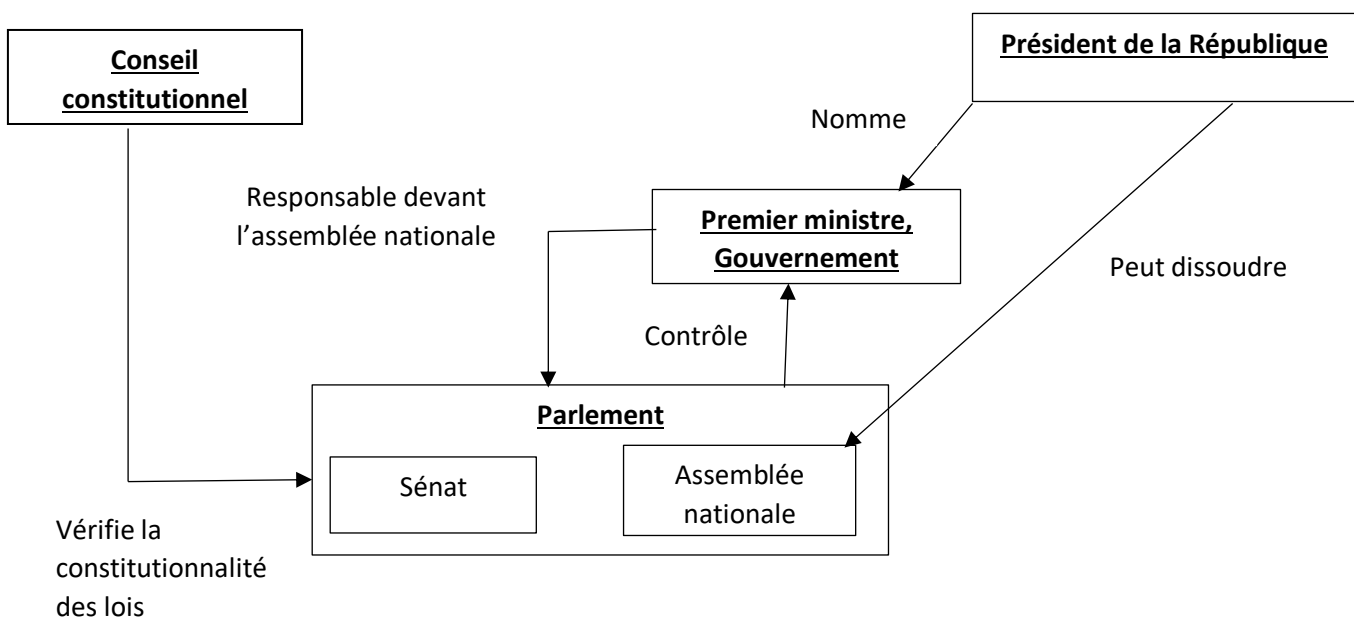 Conseil
constitutionnel
Président de la République
Nomme
Responsable devant
l’assemblée nationale
Premier ministre,
Gouvernement
Peut dissoudre
Contrôle
Parlement
Sénat
Assemblée
nationale
Vérifie la
constitutionnalité
des lois